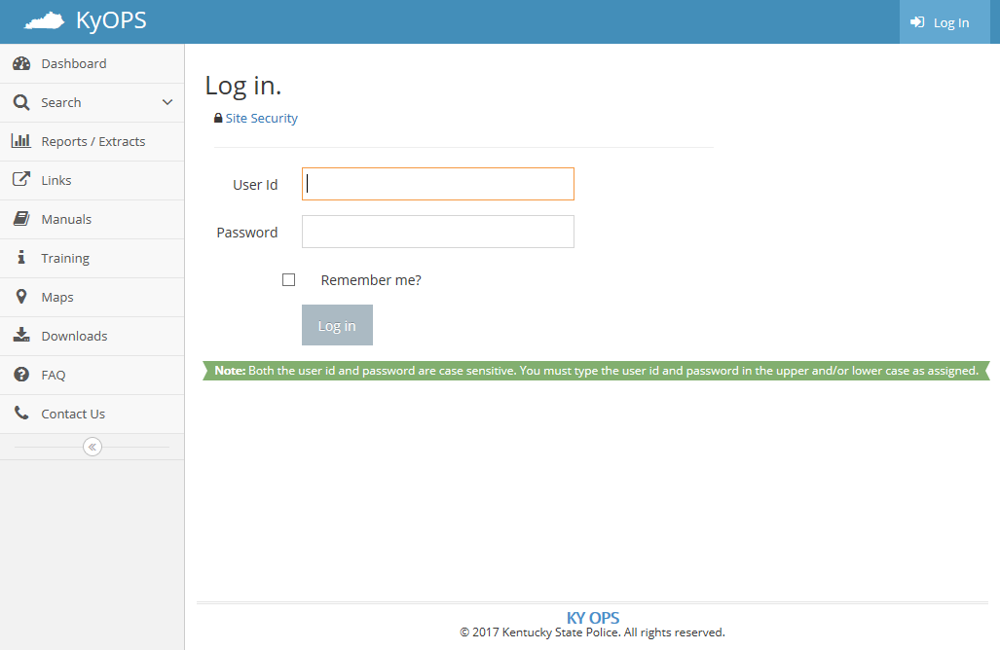 KyOPS
Log In
Dashboard
Search
Reports / Extracts
Links
Manuals
Training
Maps
Downloads
FAQ
Contact Us
Log in.
Site Security
User Id
Password
Remember me?
Log in
Note: Both the user id and password are case sensitive. You must type the user id and password in the upper and/or lower case as assigned.
KY OPS
© 2017 Kentucky State Police. All rights reserved.